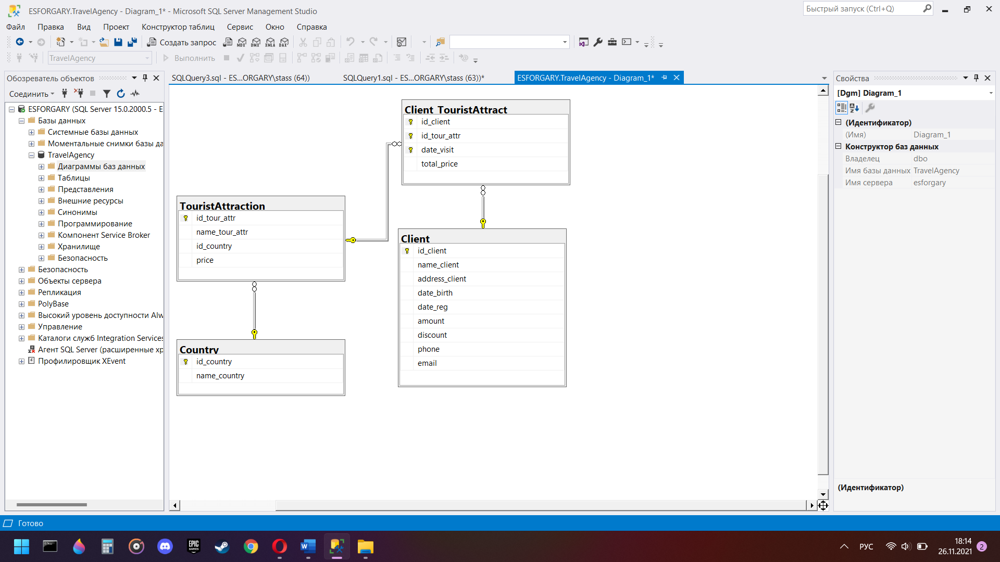 ESFORGARY.TravelAgency - Diagram_1* - Microsoft SQL Server Management Studio
Быстрый запуск (Ctrl+Q)
Файл Правка Вид Проект Конструктор таблиц Сервис Окно Справка
Создать запрос MDX DMX XMLA DAX
TravelAgency Выполнить
Обозреватель объектов
Соединить
ESFORGARY (SQL Server 15.0.2000.5 - E
Базы данных
Системные базы данных
Моментальные снимки базы да
TravelAgency
Диаграммы баз данных
Таблицы
Представления
Внешние ресурсы
Синонимы
Программирование
Компонент Service Broker
Хранилище
Безопасность
Безопасность
Объекты сервера
Репликация
PolyBase
Высокий уровень доступности Alw
Управление
Каталоги служб Integration Services
Агент SQL Server (расширенные хр
Профилировщик XEvent
SQLQuery3.sql - ES...ORGARY\stass (64)) SQLQuery1.sql - ES...ORGARY\stass (63))* ESFORGARY.TravelAgency - Diagram_1*
Client_TouristAttract
id_client
id_tour_attr
date_visit
total_price
TouristAttraction
id_tour_attr
name_tour_attr
id_country
price
Client
id_client
name_client
address_client
date_birth
date_reg
amount
discount
phone
email
Country
id_country
name_country
Свойства
[Dgm] Diagram_1
(Идентификатор)
(Имя) Diagram_1
Конструктор баз данных
Владелец dbo
Имя базы данных TravelAgency
Имя сервера esforgary
(Идентификатор)
Готово
EPIC GAMES
W
РУС
18:14
26.11.2021
2